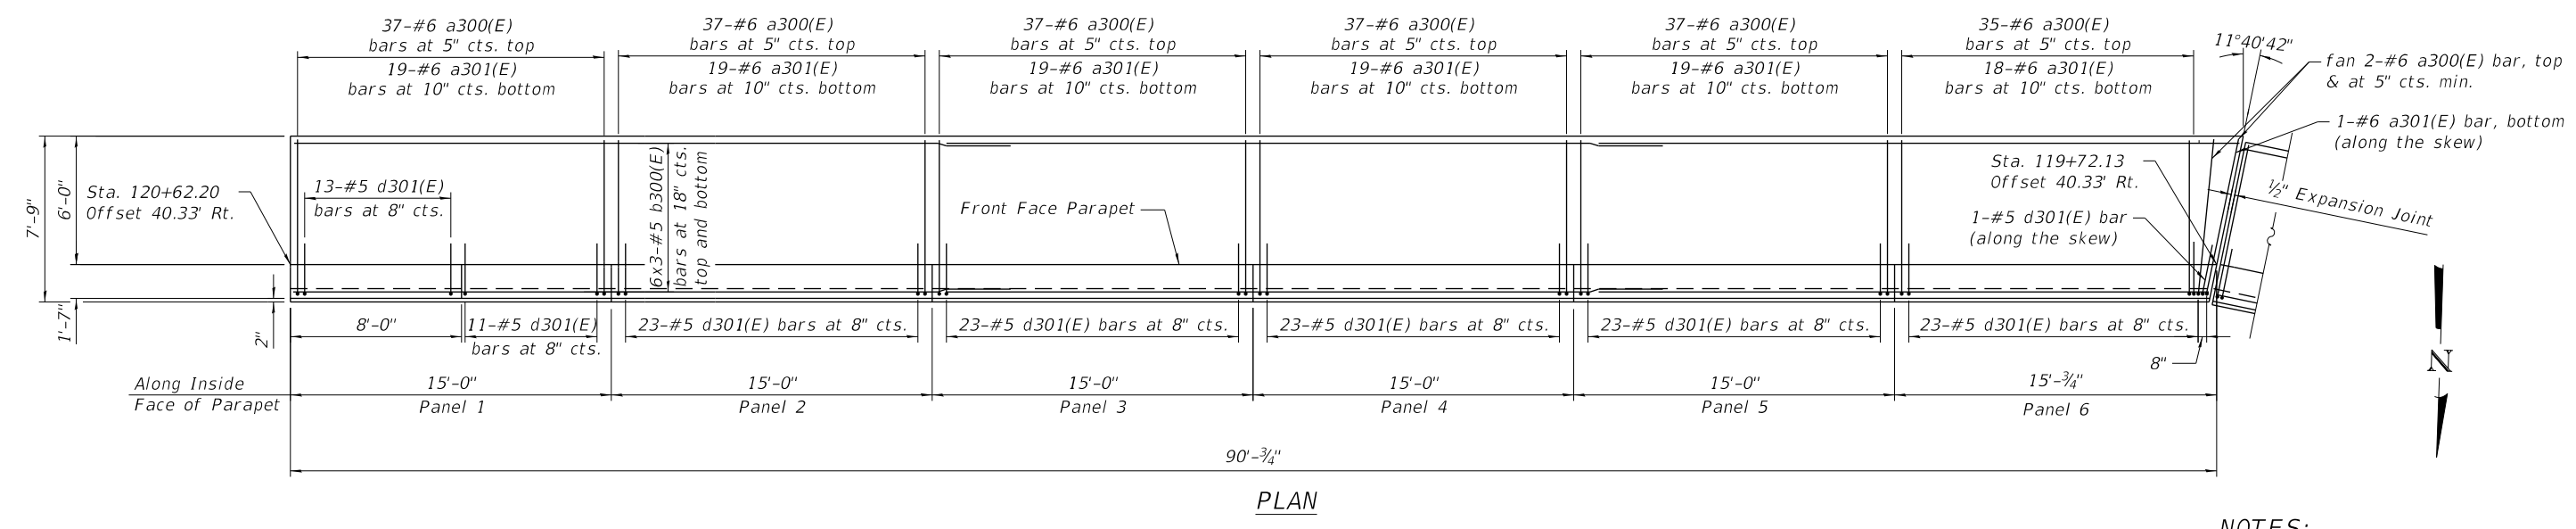 37-#6 a300(E)
bars at 5" cts. top
19-#6 a301(E)
bars at 10" cts. bottom
37-#6 a300(E)
bars at 5" cts. top
19-#6 a301(E)
bars at 10" cts. bottom
37-#6 a300(E)
bars at 5" cts. top
19-#6 a301(E)
bars at 10" cts. bottom
37-#6 a300(E)
bars at 5" cts. top
19-#6 a301(E)
bars at 10" cts. bottom
37-#6 a300(E)
bars at 5" cts. top
19-#6 a301(E)
bars at 10" cts. bottom
35-#6 a300(E)
bars at 5" cts. top
18-#6 a301(E)
bars at 10" cts. bottom
11°40'42"
fan 2-#6 a300(E) bar, top
& at 5" cts. min.
1-#6 a301(E) bar, bottom
(along the skew)
7'-9"
6'-0"
Sta. 120+62.20
Offset 40.33' Rt.
13-#5 d301(E)
bars at 8" cts.
6x3-#5 b300(E)
bars at 18" cts.
top and bottom
Front Face Parapet
Sta. 119+72.13
Offset 40.33' Rt.
1-#5 d301(E) bar
(along the skew)
½" Expansion Joint
1'-7"
2"
8'-0"
11-#5 d301(E)
bars at 8" cts.
23-#5 d301(E) bars at 8" cts.
23-#5 d301(E) bars at 8" cts.
23-#5 d301(E) bars at 8" cts.
23-#5 d301(E) bars at 8" cts.
23-#5 d301(E) bars at 8" cts.
8"
N
Along Inside
Face of Parapet
15'-0"
Panel 1
15'-0"
Panel 2
15'-0"
Panel 3
15'-0"
Panel 4
15'-0"
Panel 5
15'-¾"
Panel 6
90'-¾"
PLAN
NOTES: